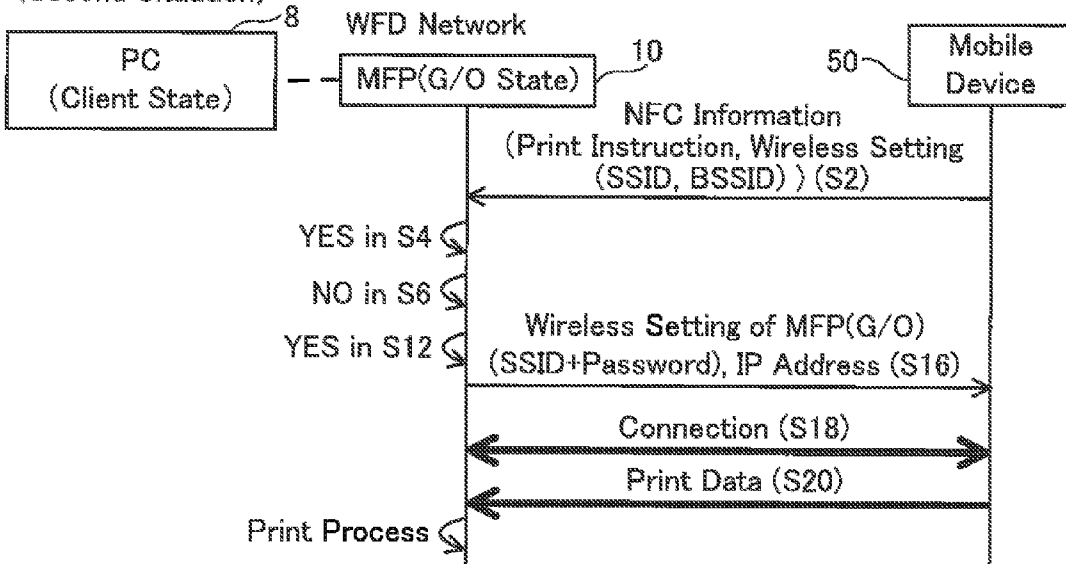 8
WFD Network
PC
(Client State)
MFP(G/O State)
10
50
Mobile
Device
NFC Information
(Print Instruction, Wireless Setting
(SSID, BSSID) ) (S2)
YES in S4
NO in S6
YES in S12
Wireless Setting of MFP(G/O)
(SSID+Password), IP Address (S16)
Connection (S18)
Print Data (S20)
Print Process